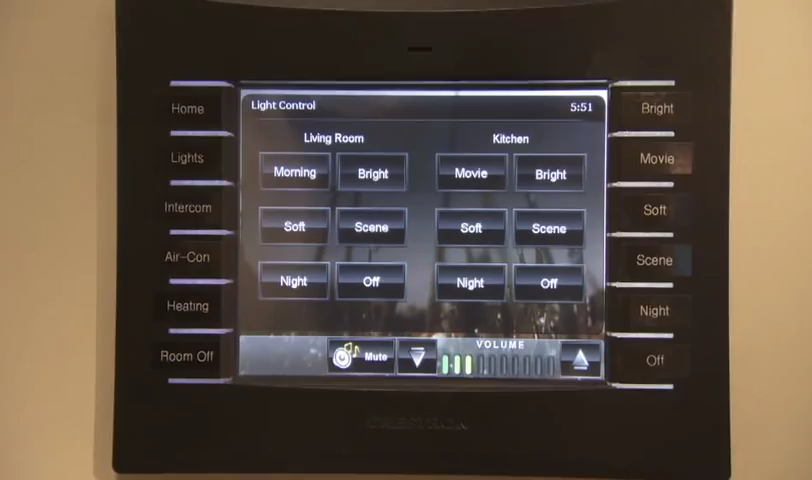 Light Control 5:51
Home
Lights
Intercom
Air-Con
Heating
Room Off
Living Room Kitchen
Morning Bright Movie Bright
Soft Scene Soft Scene
Night Off Night Off
Mute VOLUME
Bright
Movie
Soft
Scene
Night
Off
CRESTRON